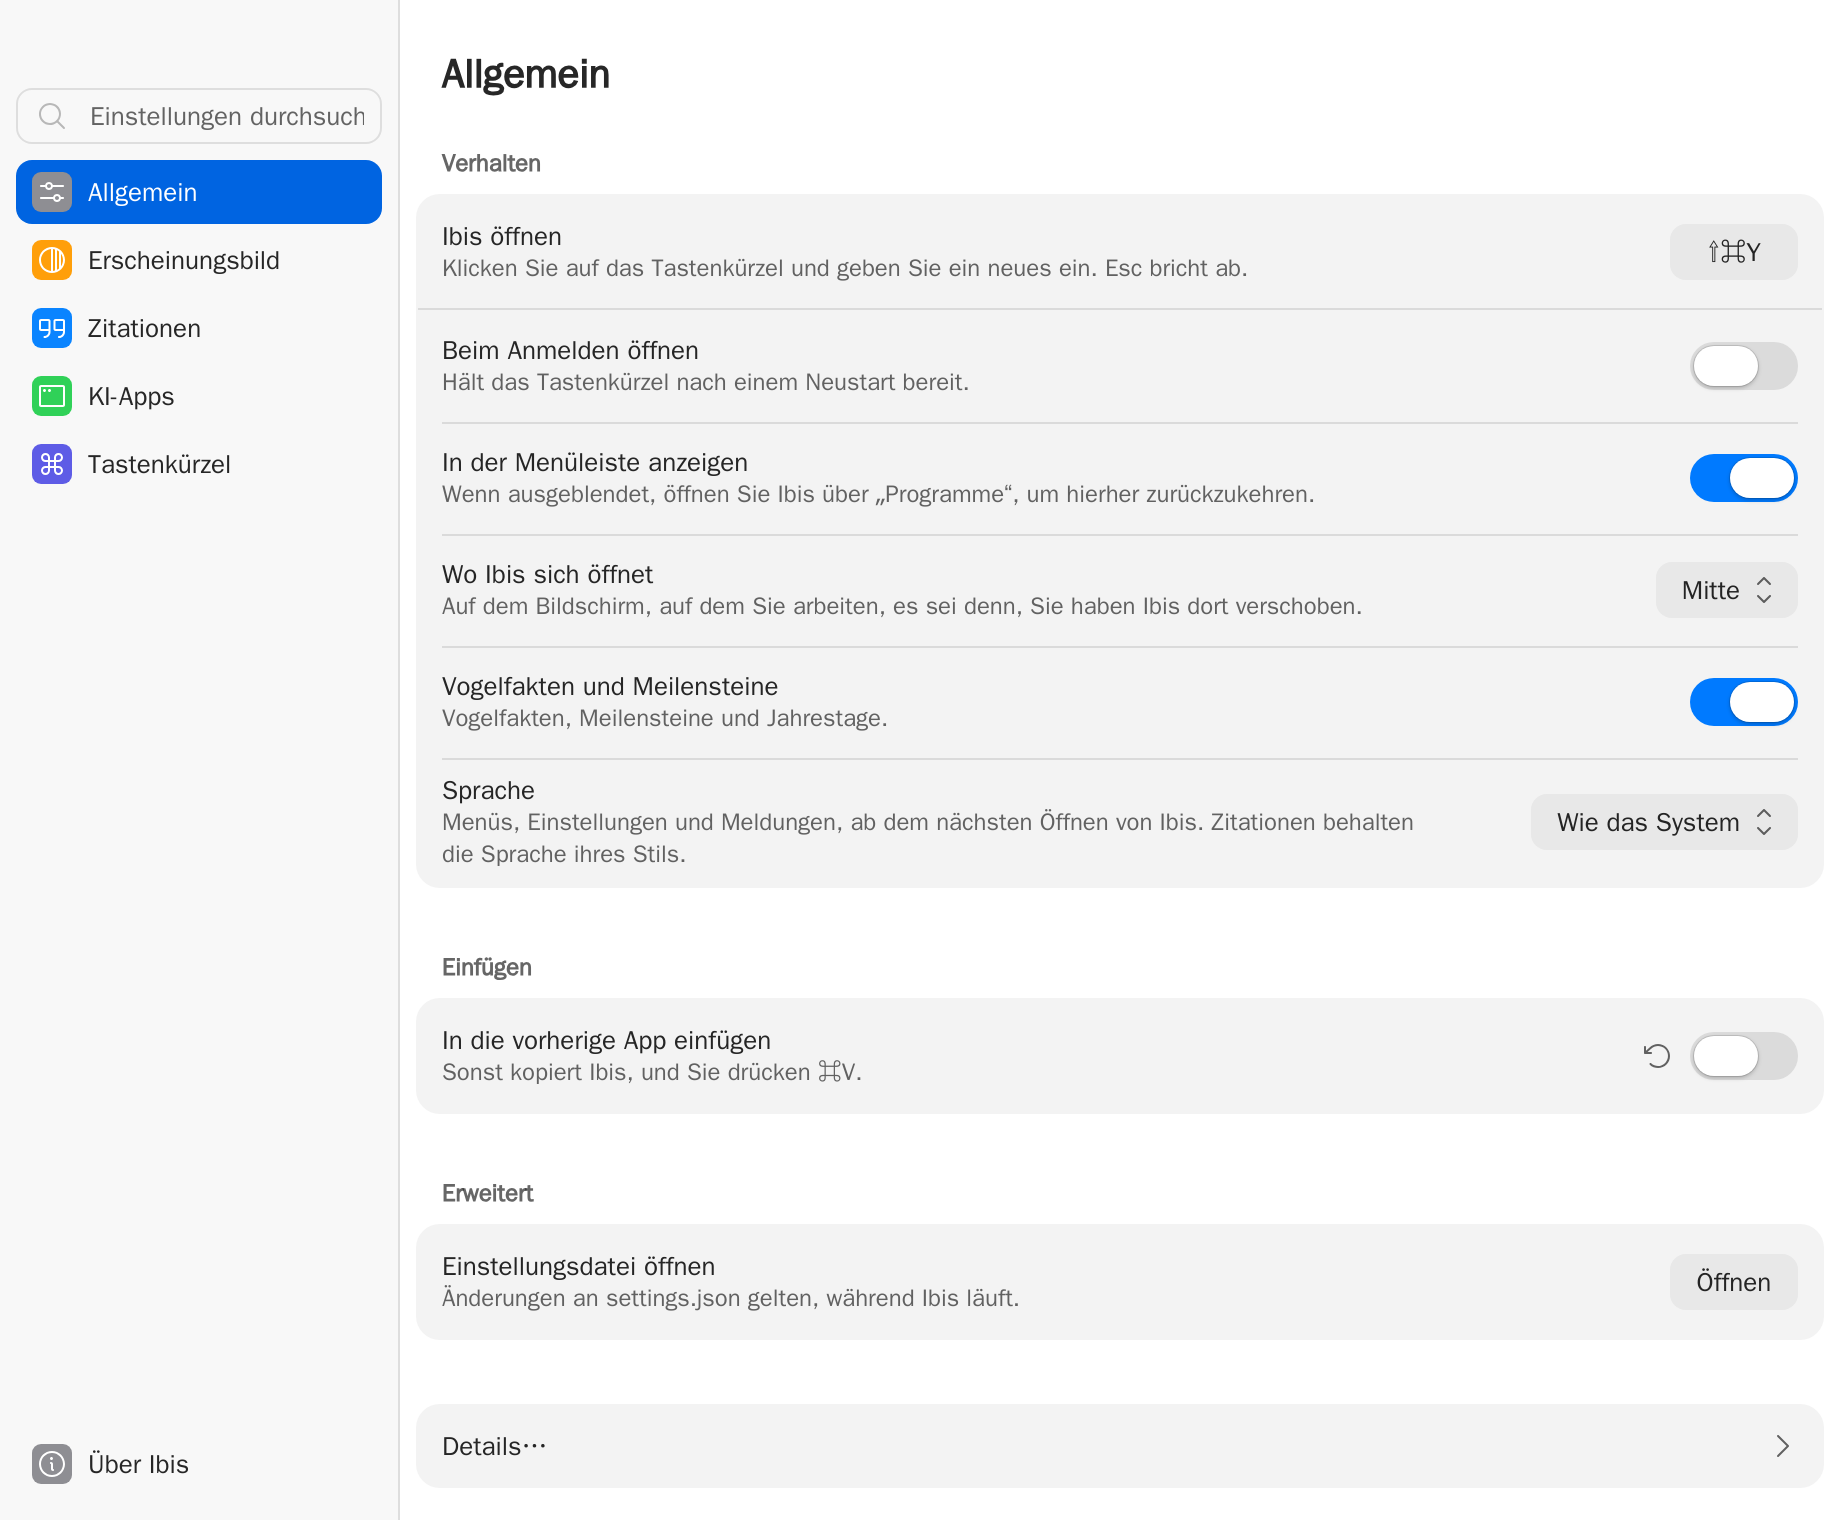 Einstellungen durchsuch
Allgemein
Erscheinungsbild
Zitationen
KI-Apps
Tastenkürzel
Über Ibis
Allgemein
Verhalten
Ibis öffnen
Klicken Sie auf das Tastenkürzel und geben Sie ein neues ein. Esc bricht ab.
⇧⌘Y
Beim Anmelden öffnen
Hält das Tastenkürzel nach einem Neustart bereit.
In der Menüleiste anzeigen
Wenn ausgeblendet, öffnen Sie Ibis über „Programme“, um hierher zurückzukehren.
Wo Ibis sich öffnet
Auf dem Bildschirm, auf dem Sie arbeiten, es sei denn, Sie haben Ibis dort verschoben.
Mitte
Vogelfakten und Meilensteine
Vogelfakten, Meilensteine und Jahrestage.
Sprache
Menüs, Einstellungen und Meldungen, ab dem nächsten Öffnen von Ibis. Zitationen behalten
die Sprache ihres Stils.
Wie das System
Einfügen
In die vorherige App einfügen
Sonst kopiert Ibis, und Sie drücken ⌘V.
Erweitert
Einstellungsdatei öffnen
Änderungen an settings.json gelten, während Ibis läuft.
Öffnen
Details…